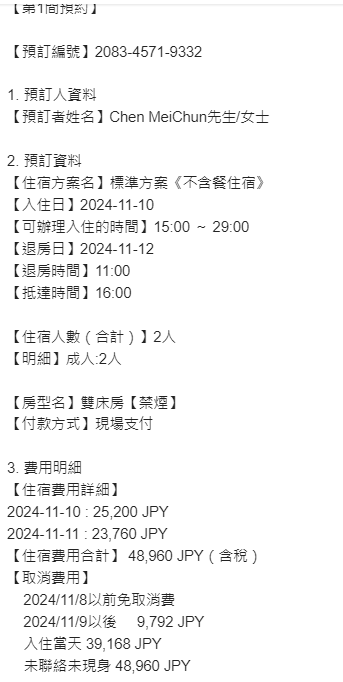 【第1間預約】
【預訂編號】2083-4571-9332
1. 預訂人資料
【預訂者姓名】Chen MeiChun先生/女士
2. 預訂資料
【住宿方案名】標準方案《不含餐住宿》
【入住日】2024-11-10
【可辦理入住的時間】15:00 ～ 29:00
【退房日】2024-11-12
【退房時間】11:00
【抵達時間】16:00
【住宿人數（合計）】2人
【明細】成人:2人
【房型名】雙床房【禁煙】
【付款方式】現場支付
3. 費用明細
【住宿費用詳細】
2024-11-10 : 25,200 JPY
2024-11-11 : 23,760 JPY
【住宿費用合計】 48,960 JPY（含稅）
【取消費用】
2024/11/8以前免取消費
2024/11/9以後 9,792 JPY
入住當天 39,168 JPY
未聯絡未現身 48,960 JPY